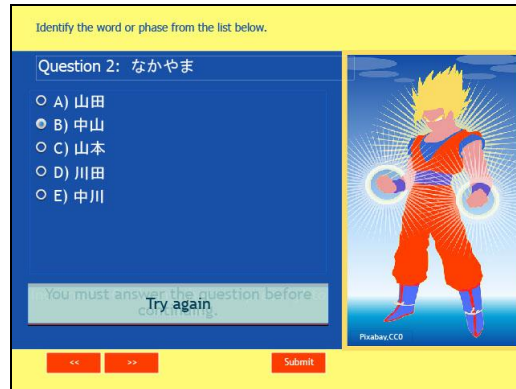 Identify the word or phase from the list below.
Question 2: なかやま
A) 山田
B) 中山
C) 山本
D) 川田
E) 中川
You must answer the question before
continuing.
Try again
Pixabay,CC0
<< >> Submit